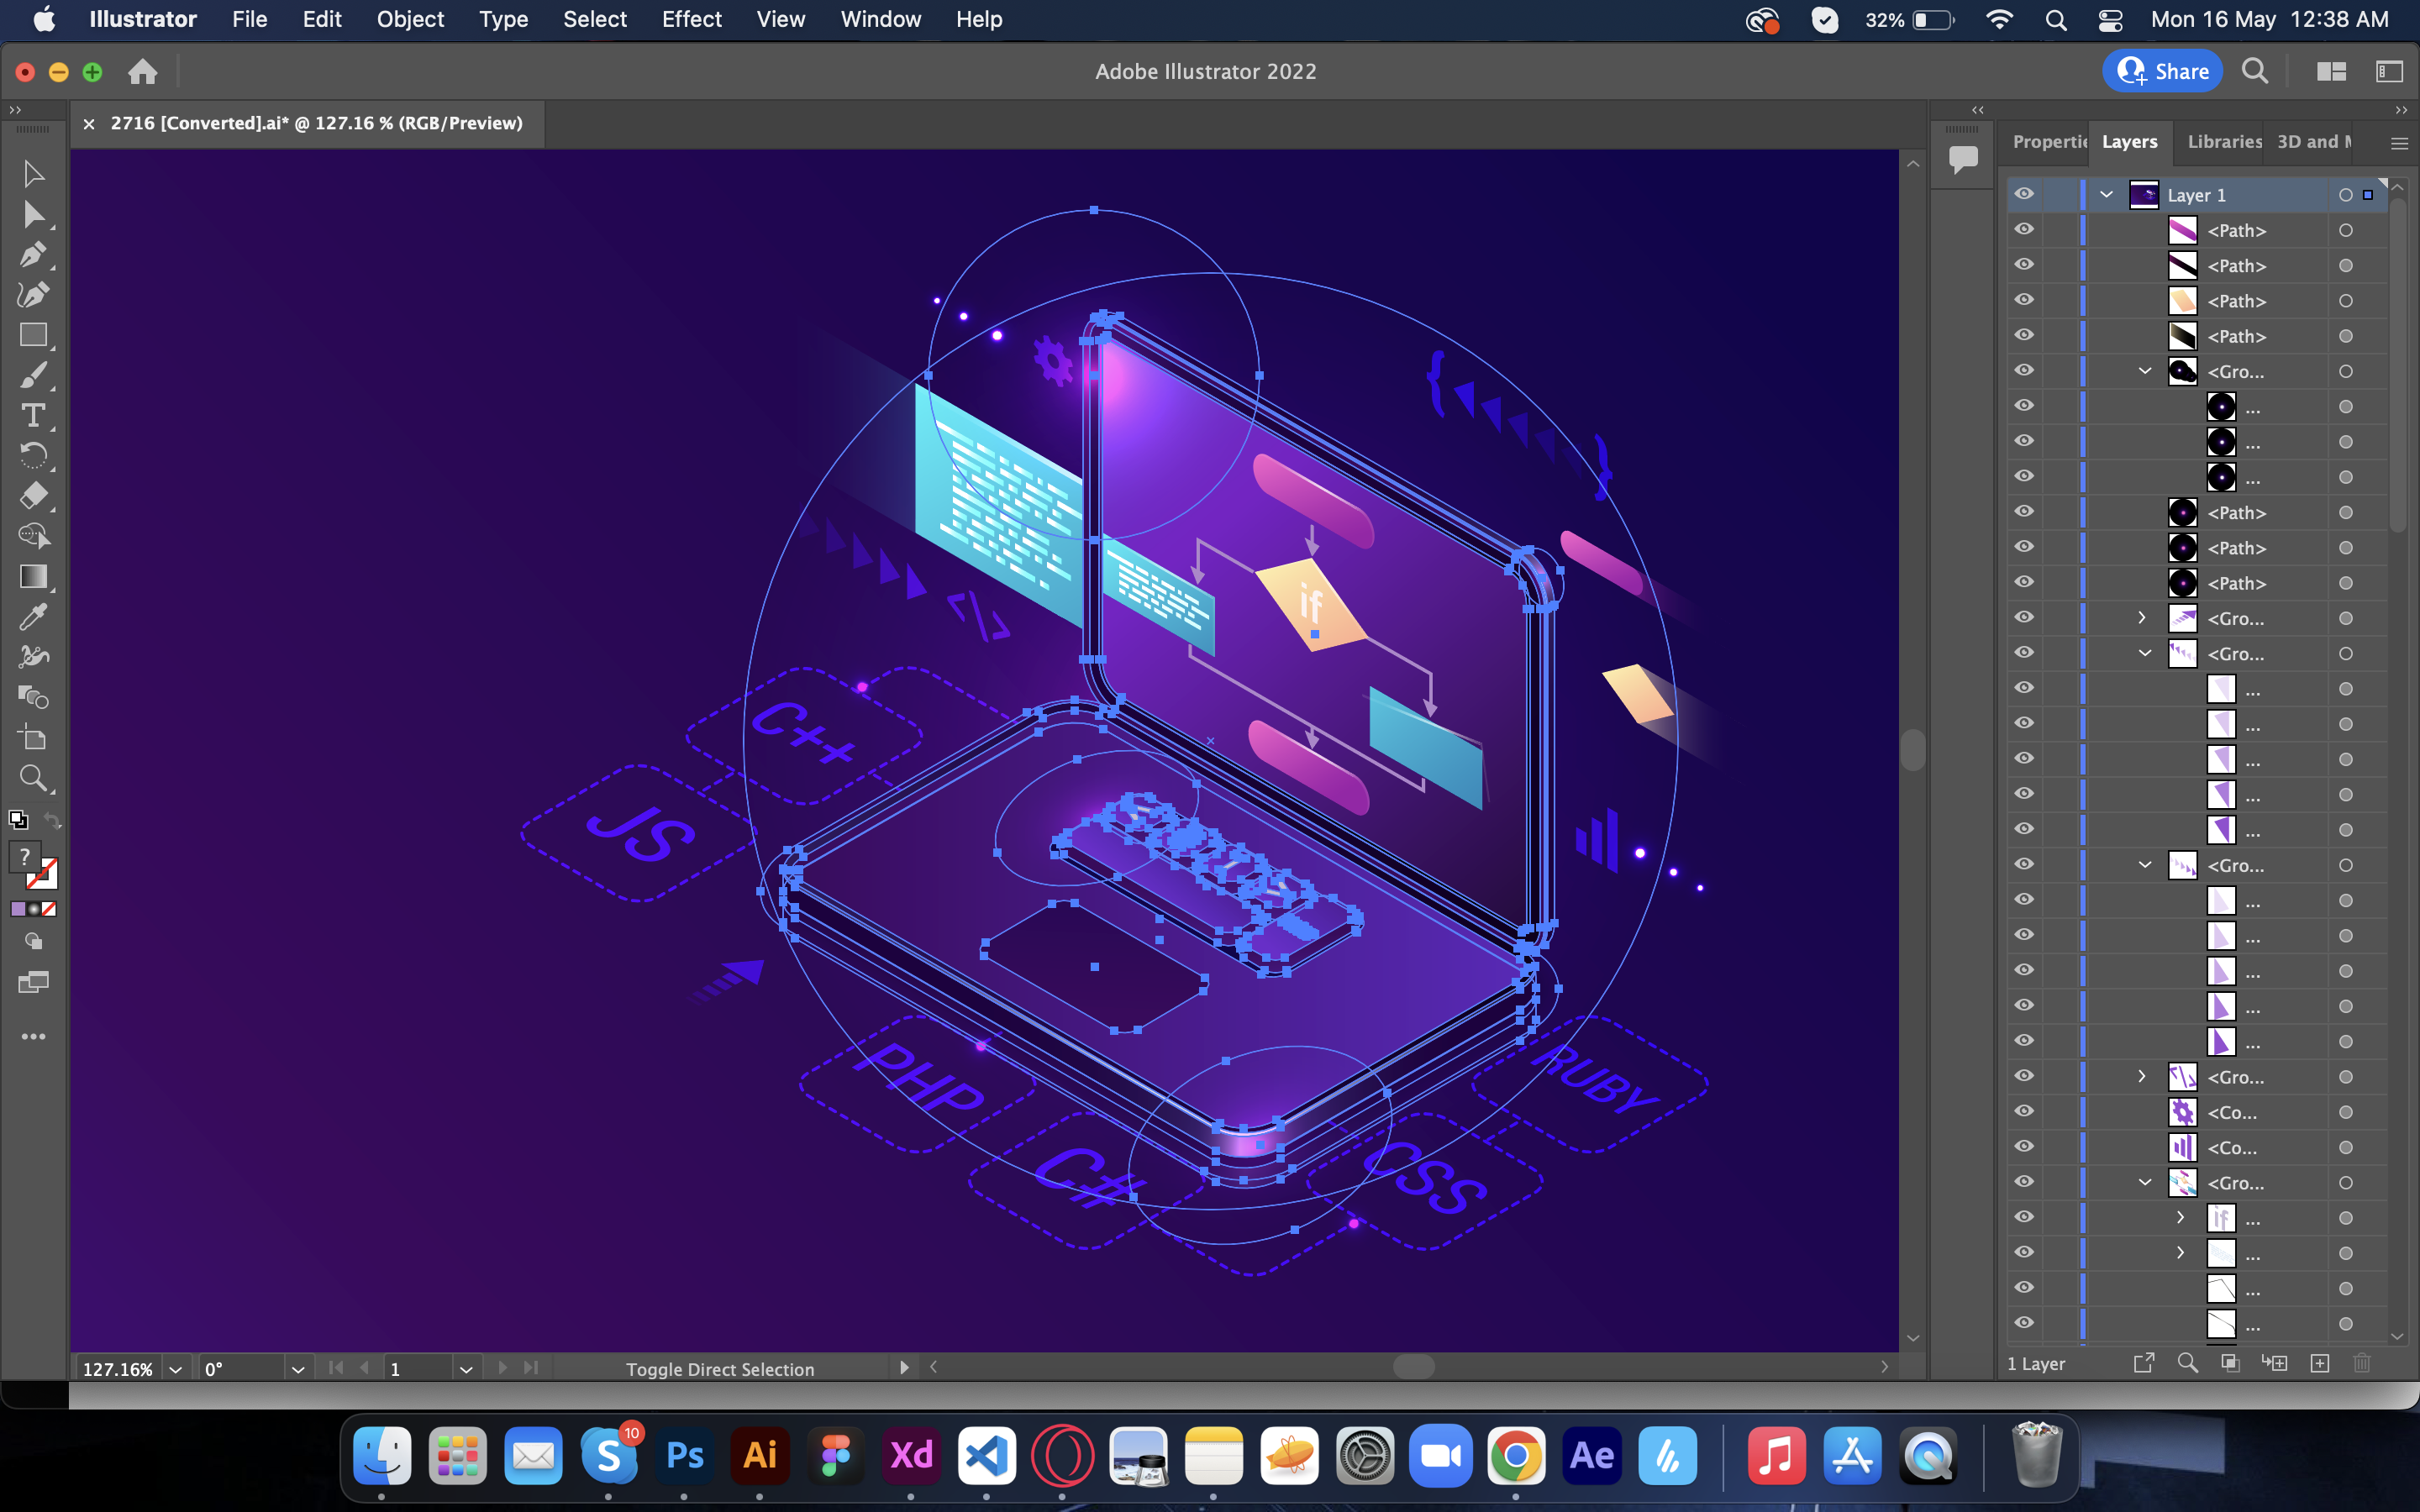 Illustrator File Edit Object Type Select Effect View Window Help 32% Mon 16 May 12:38 AM
Adobe Illustrator 2022 Share
× 2716 [Converted].ai* @ 127.16 % (RGB/Preview)
Propertie Layers Libraries 3D and M
Layer 1
<Path>
<Path>
<Path>
<Path>
<Gro...
...
...
...
<Path>
<Path>
<Path>
<Gro...
<Gro...
...
...
...
...
...
<Gro...
...
...
...
...
...
<Gro...
<Co...
<Co...
<Gro...
...
...
...
...
{ }
if
<\>
C++
JS
PHP
RUBY
C#
CSS
?
127.16% 0° 1 Toggle Direct Selection 1 Layer
10
S Ps Ai Xd Ae